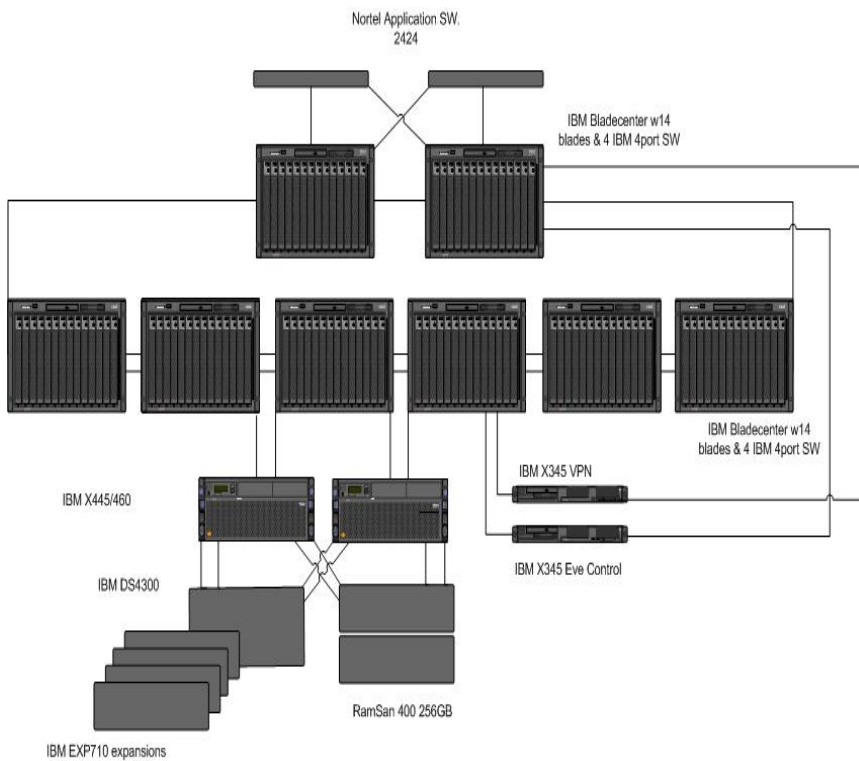 Nortel Application SW.
2424
IBM Bladecenter w14
blades & 4 IBM 4port SW
IBM Bladecenter w14
blades & 4 IBM 4port SW
IBM X345 VPN
IBM X445/460
IBM X345 Eve Control
IBM DS4300
RamSan 400 256GB
IBM EXP710 expansions